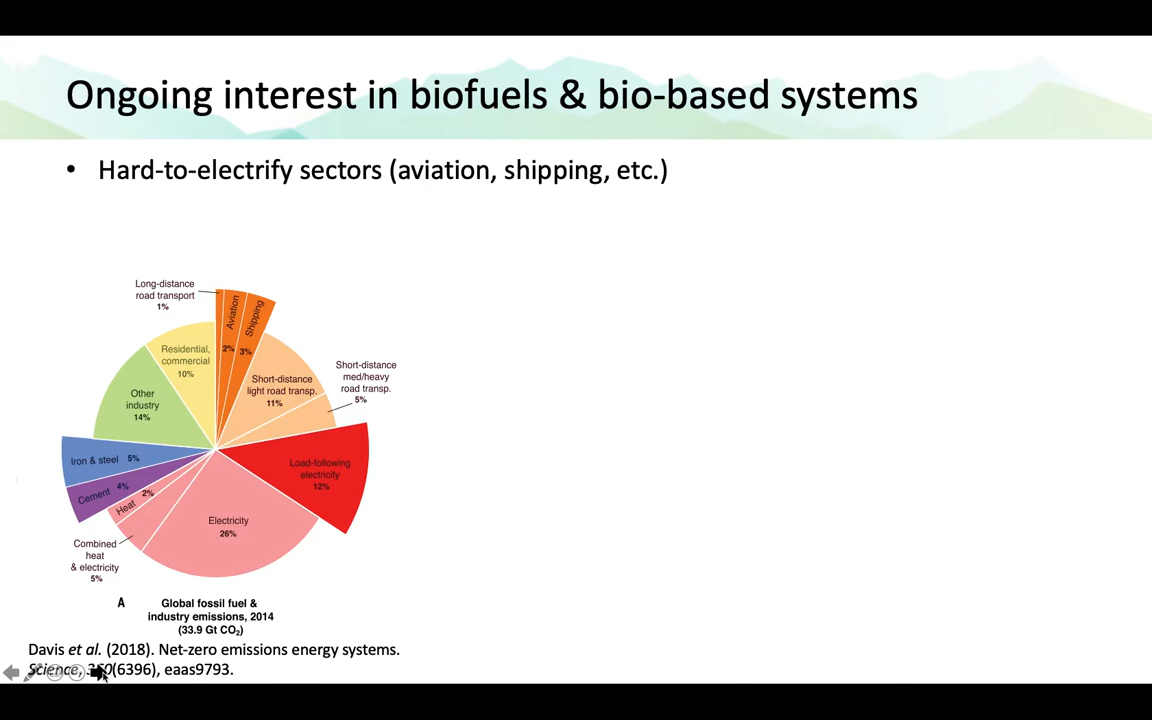 Ongoing interest in biofuels & bio-based systems
• Hard-to-electrify sectors (aviation, shipping, etc.)
Long-distance
road transport
1%
Aviation
2%
Shipping
3%
Residential,
commercial
10%
Short-distance
light road transp.
11%
Short-distance
med/heavy
road transp.
5%
Other
industry
14%
Load-following
electricity
12%
Iron & steel 5%
Cement 4%
Heat 2%
Electricity
26%
Combined
heat
& electricity
5%
A
Global fossil fuel &
industry emissions, 2014
(33.9 Gt CO₂)
Davis et al. (2018). Net-zero emissions energy systems.
Science, 360(6396), eaas9793.